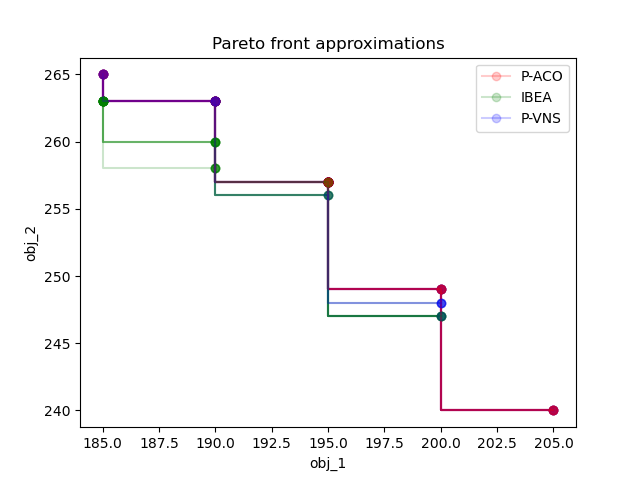 Pareto front approximations
P-ACO
IBEA
P-VNS
obj_2
265
260
255
250
245
240
185.0 187.5 190.0 192.5 195.0 197.5 200.0 202.5 205.0
obj_1